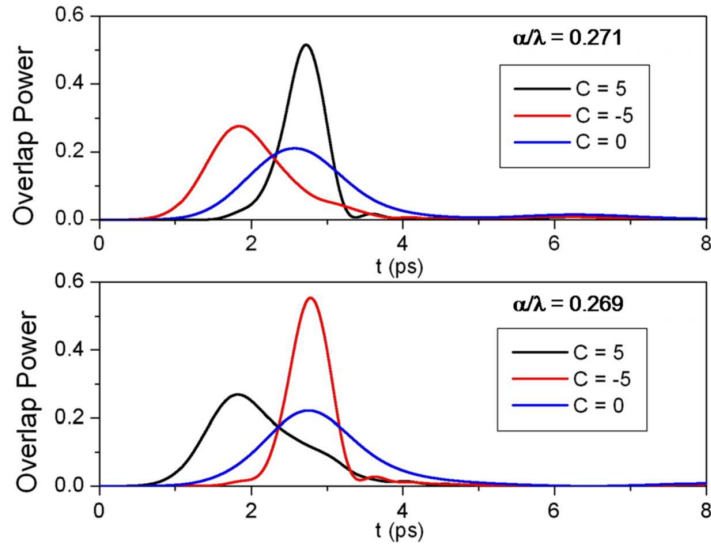 0.6
α/λ = 0.271
0.4
C = 5
C = -5
C = 0
0.2
0.0
Overlap Power
0 2 4 6 8
t (ps)
0.6
α/λ = 0.269
0.4
C = 5
C = -5
C = 0
0.2
0.0
Overlap Power
0 2 4 6 8
t (ps)